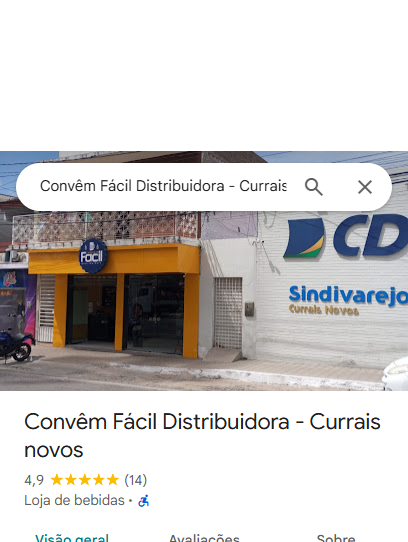 Convêm Fácil Distribuidora - Currais
Fácil
CD
Sindivarejo
Currais Novos
Convêm Fácil Distribuidora - Currais
novos
4,9 ★★★★★ (14)
Loja de bebidas ·
Visão geral
Avaliações
Sobre